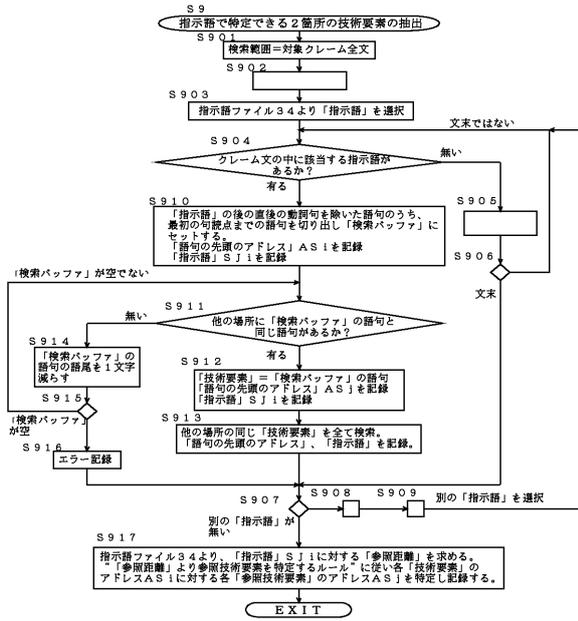 Ｓ９
指示語で特定できる２箇所の技術要素の抽出
Ｓ９０１
検索範囲＝対象クレーム全文
Ｓ９０２
Ｓ９０３
指示語ファイル３４より「指示語」を選択
文末ではない
Ｓ９０４
クレーム文の中に該当する指示語が
あるか？
無い
有る
Ｓ９０５
Ｓ９１０
「指示語」の後の直後の動詞句を除いた語句のうち、
最初の句読点までの語句を切り出し「検索バッファ」に
セットする。
「語句の先頭のアドレス」ＡＳｉを記録
「指示語」ＳＪｉを記録
Ｓ９０６
文末
「検索バッファ」が空でない
Ｓ９１１
他の場所に「検索バッファ」の語句と
同じ語句があるか？
無い
有る
Ｓ９１４
「検索バッファ」の
語句の語尾を１文字
減らす
Ｓ９１２
「技術要素」＝「検索バッファ」の語句
「語句の先頭のアドレス」ＡＳｊを記録
「指示語」ＳＪｉを記録
Ｓ９１５
「検索バッファ」
が空
Ｓ９１３
他の場所の同じ「技術要素」を全て検索。
「語句の先頭のアドレス」、「指示語」を記録。
Ｓ９１６
エラー記録
Ｓ９０７
Ｓ９０８
Ｓ９０９
別の「指示語」を選択
別の「指示語」が
無い
Ｓ９１７
指示語ファイル３４より、「指示語」ＳＪｉに対する「参照距離」を求める。
“「参照距離」より参照技術要素を特定するルール”に従い各「技術要素」の
アドレスＡＳｉに対する各「参照技術要素」のアドレスＡＳｊを特定し記録する。
ＥＸＩＴ